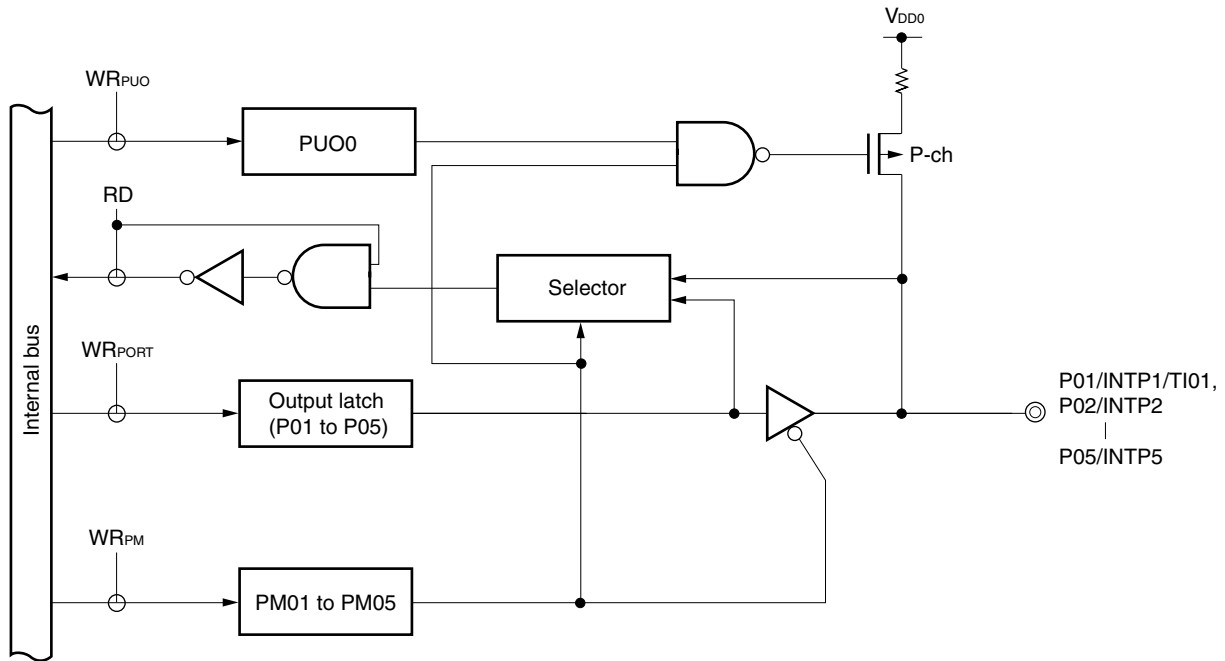 VDD0
WRPUO
PUO0
P-ch
RD
Selector
Internal bus
WRPORT
Output latch
(P01 to P05)
P01/INTP1/TI01,
P02/INTP2
P05/INTP5
WRPM
PM01 to PM05